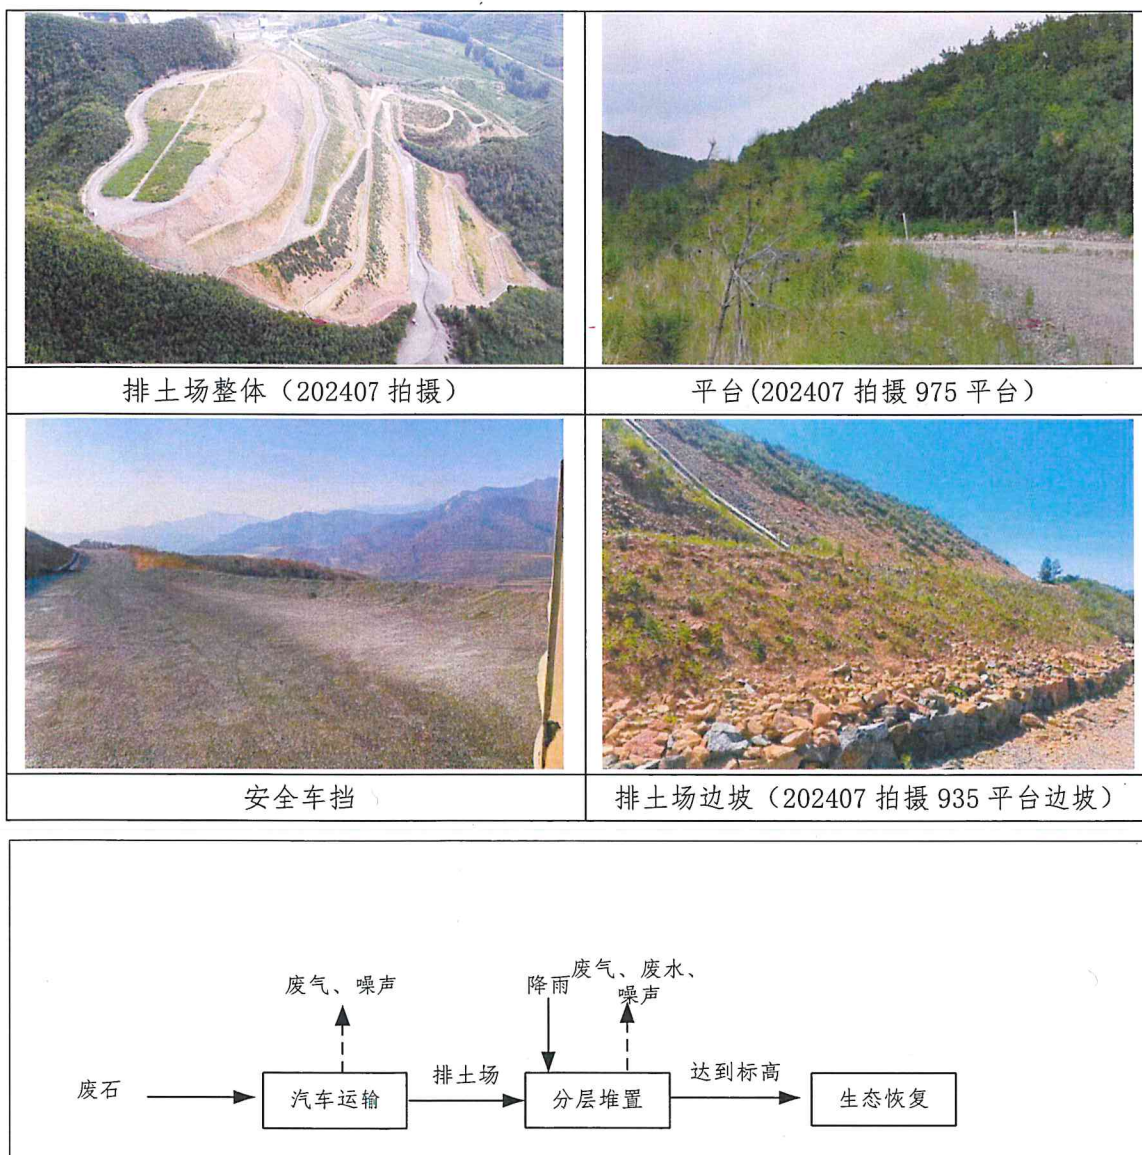 排土场整体（202407 拍摄）
平台(202407 拍摄 975 平台）
安全车挡
排土场边坡（202407 拍摄 935 平台边坡）
废气、噪声
降雨
废气、废水、
噪声
废石
汽车运输
排土场
分层堆置
达到标高
生态恢复